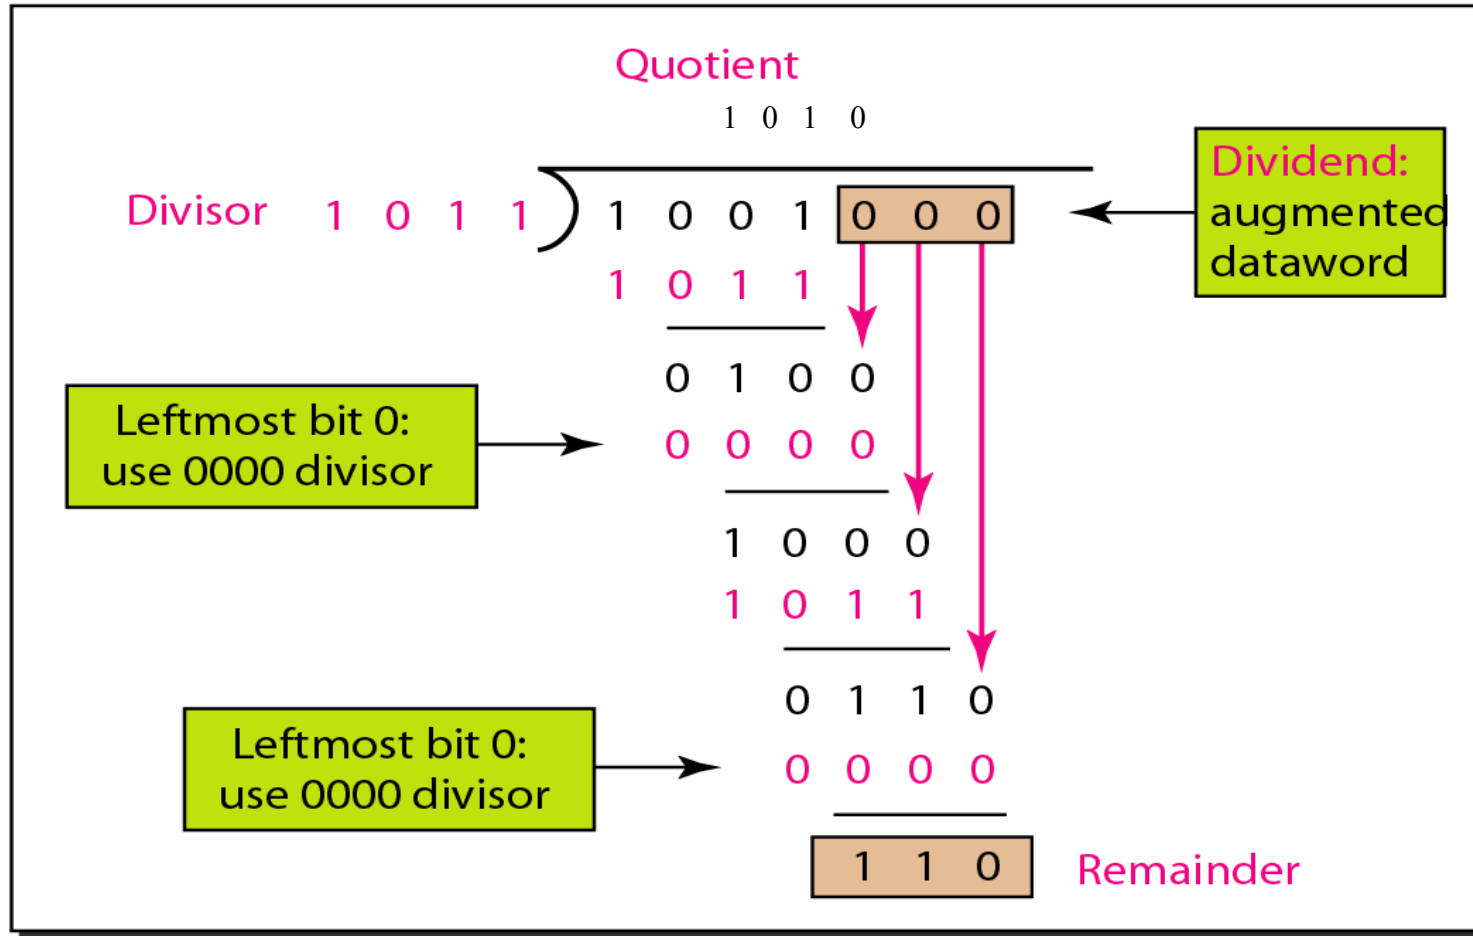 Quotient
1 0 1 0
Divisor 1 0 1 1 1 0 0 1 0 0 0
Dividend:
augmented
dataword
1 0 1 1
0 1 0 0
Leftmost bit 0:
use 0000 divisor
0 0 0 0
1 0 0 0
1 0 1 1
0 1 1 0
Leftmost bit 0:
use 0000 divisor
0 0 0 0
1 1 0 Remainder